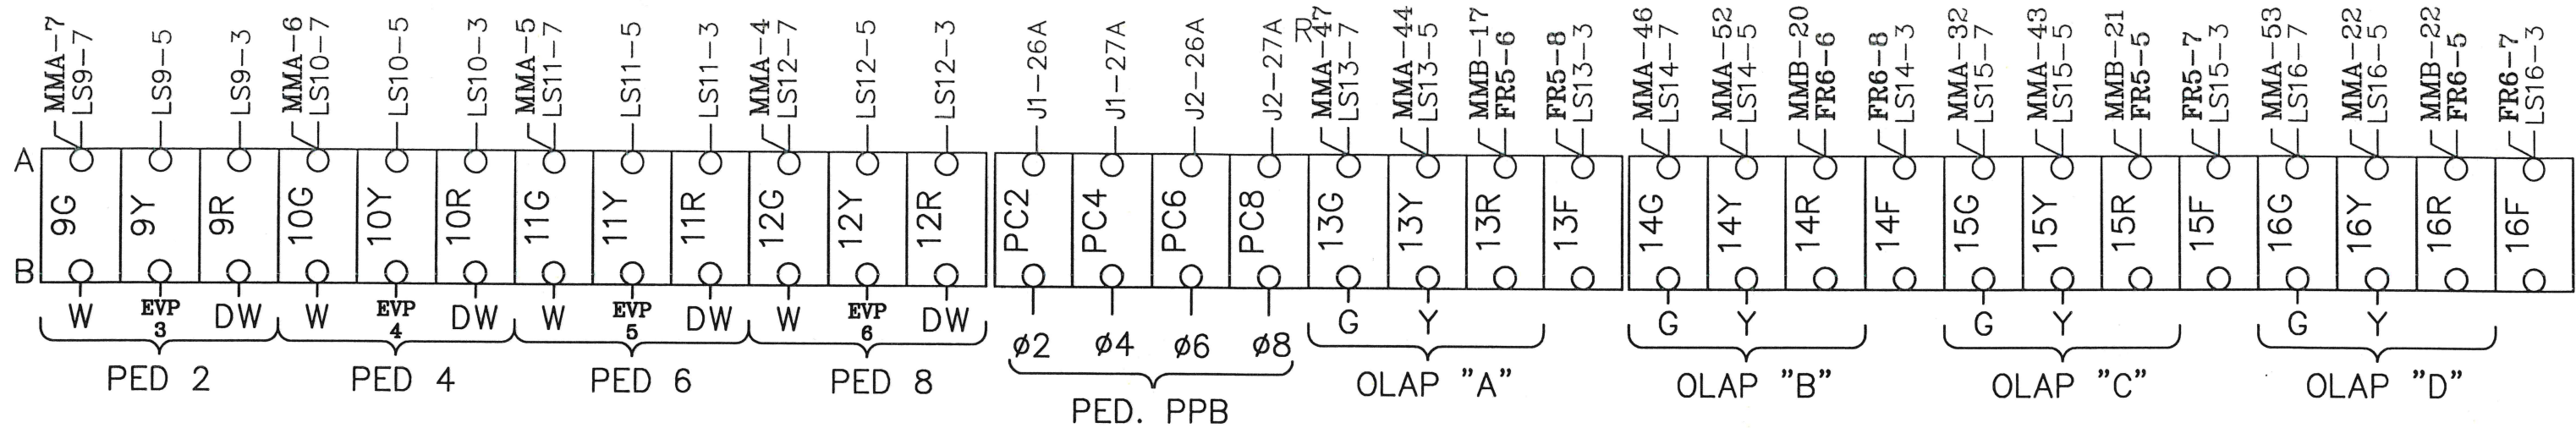 MMA-7 MMA-6 MMA-5 MMA-4 R MMA-47 MMA-44 MMB-17 FR5-8 MMA-46 MMA-52 MMB-20 FR6-8 MMA-32 MMA-43 MMB-21 FR5-7 MMA-53 MMA-22 MMB-22 FR6-7
LS9-7 LS9-5 LS9-3 LS10-7 LS10-5 LS10-3 LS11-7 LS11-5 LS11-3 LS12-7 LS12-5 LS12-3 J1-26A J1-27A J2-26A J2-27A LS13-7 LS13-5 FR5-6 LS13-3 LS14-7 LS14-5 FR6-6 LS14-3 LS15-7 LS15-5 FR5-5 LS15-3 LS16-7 LS16-5 FR6-5 LS16-3
A
9G 9Y 9R 10G 10Y 10R 11G 11Y 11R 12G 12Y 12R PC2 PC4 PC6 PC8 13G 13Y 13R 13F 14G 14Y 14R 14F 15G 15Y 15R 15F 16G 16Y 16R 16F
B
W EVP 3 DW W EVP 4 DW W EVP 5 DW W EVP 6 DW ø2 ø4 ø6 ø8 G Y G Y G Y G Y
PED 2 PED 4 PED 6 PED 8 PED. PPB OLAP "A" OLAP "B" OLAP "C" OLAP "D"